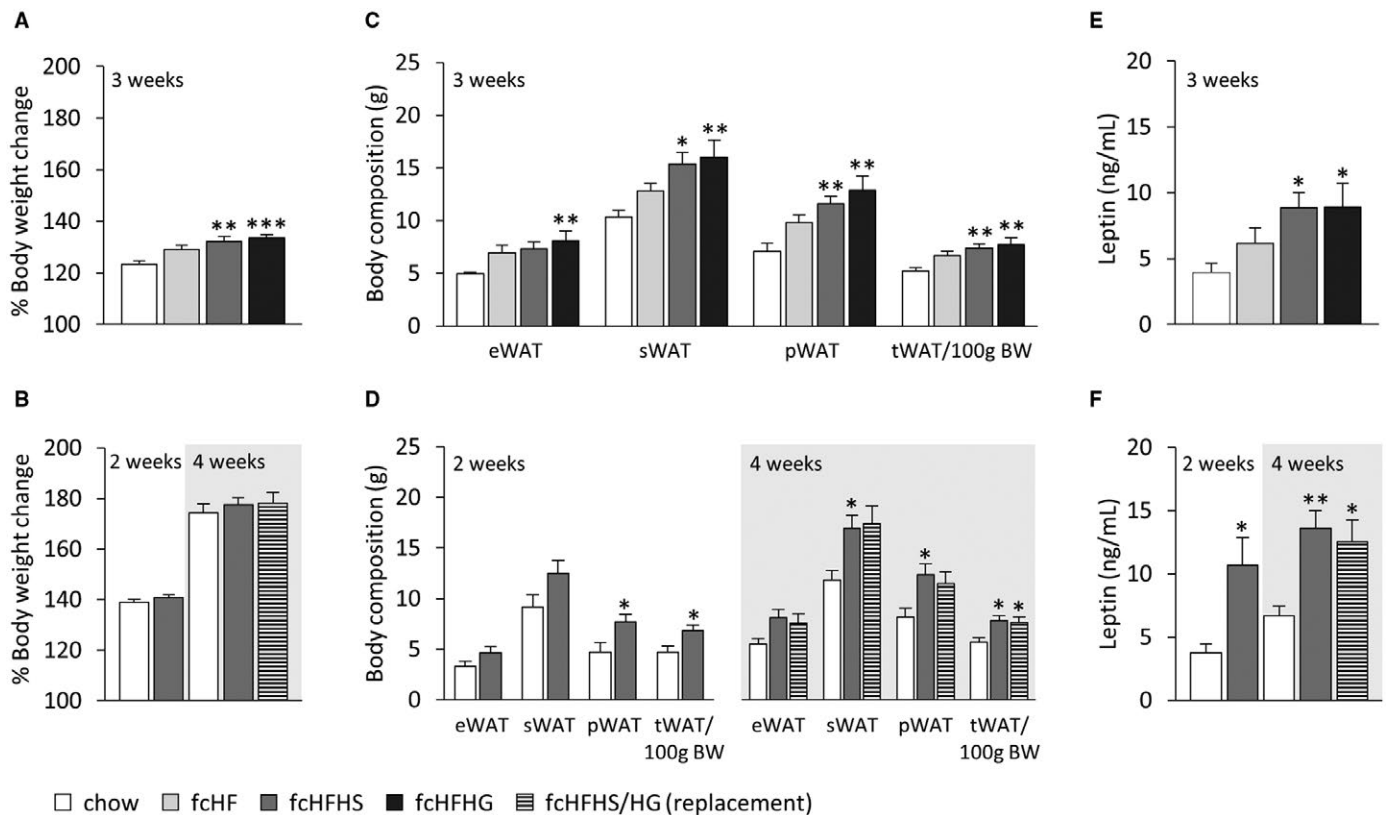 A
% Body weight change
200
180
160
140
120
100
3 weeks
** ***
C
Body composition (g)
25
20
15
10
5
0
3 weeks
**
* **
** **
** **
eWAT sWAT pWAT tWAT/100g BW
E
Leptin (ng/mL)
20
15
10
5
0
3 weeks
* *
B
% Body weight change
200
180
160
140
120
100
2 weeks 4 weeks
D
Body composition (g)
25
20
15
10
5
0
2 weeks
* *
eWAT sWAT pWAT tWAT/
100g BW
4 weeks
*
*
* *
eWAT sWAT pWAT tWAT/
100g BW
F
Leptin (ng/mL)
20
15
10
5
0
2 weeks 4 weeks
* ** *
chow fcHF fcHFHS fcHFHG fcHFHS/HG (replacement)